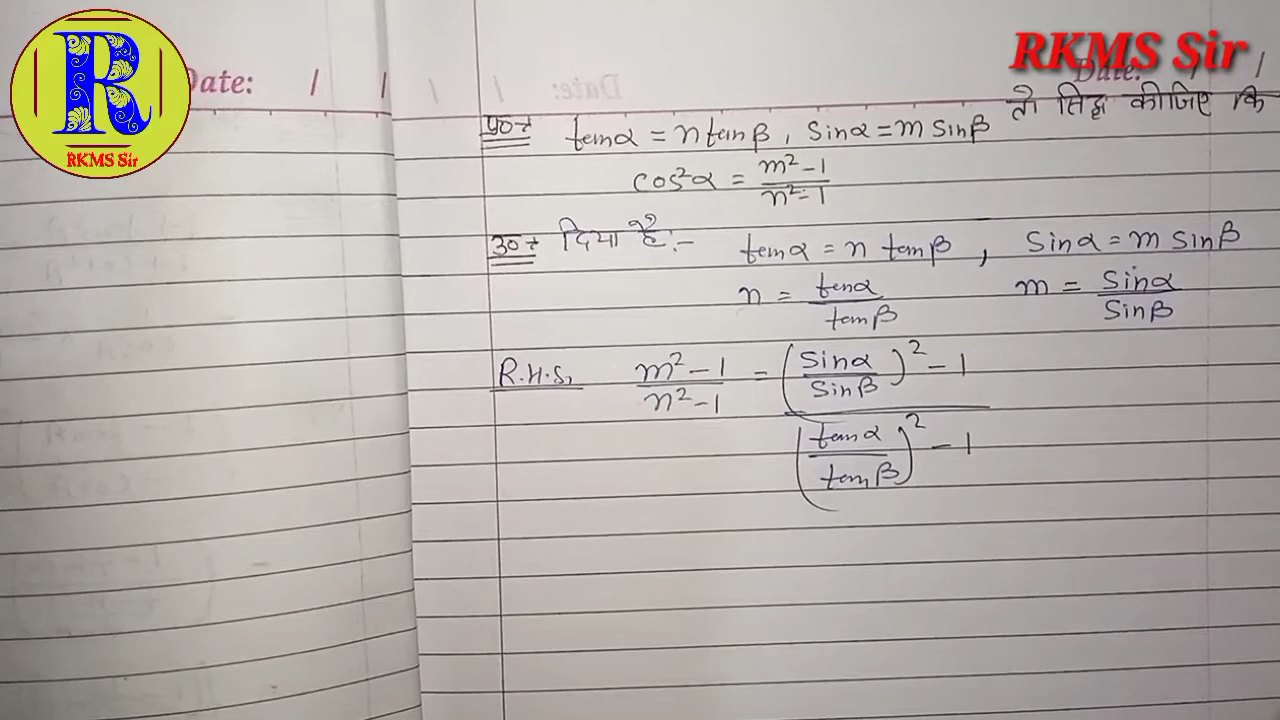 RKMS Sir
RKMS Sir
Date: / /
Date: / /
प्र०→ tanα = n tanβ, Sinα = m Sinβ तो सिद्ध कीजिए कि
cos²α = m²-1 / n²-1
उ०→ दिया है:- tanα = n tanβ, Sinα = m Sinβ
n = tanα / tanβ m = Sinα / Sinβ
R.H.S. m²-1 / n²-1 = (Sinα / Sinβ)² - 1
(tanα / tanβ)² - 1